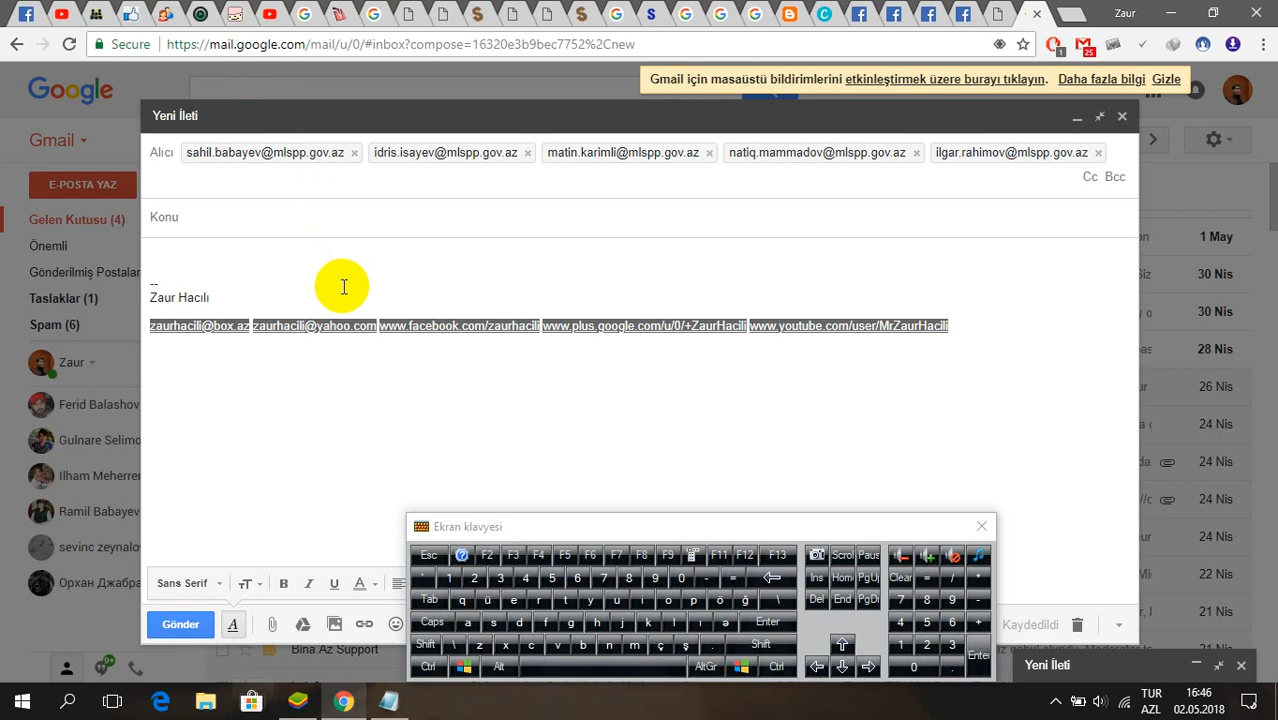 Zaur
Secure https://mail.google.com/mail/u/0/#inbox?compose=16320e3b9bec7752%2Cnew
1
25
Gmail için masaüstü bildirimlerini etkinleştirmek üzere burayı tıklayın. Daha fazla bilgi Gizle
Google
Gmail
Yeni İleti
Alıcı sahil.babayev@mlspp.gov.az idris.isayev@mlspp.gov.az matin.karimli@mlspp.gov.az natiq.mammadov@mlspp.gov.az ilgar.rahimov@mlspp.gov.az
Cc Bcc
E-POSTA YAZ
Konu
Gelen Kutusu (4)
Önemli
Gönderilmiş Postalar
Taslaklar (1)
Spam (6)
Zaur
Ferid Balashov
Gulnare Selimo
Ilham Meherren
Ramil Babayev
sevinc zeynalov
Орхан Джабра
--
Zaur Hacılı
zaurhacili@box.az zaurhacili@yahoo.com www.facebook.com/zaurhacili www.plus.google.com/u/0/+ZaurHacili www.youtube.com/user/MrZaurHacili
1 May
30 Nis
30 Nis
28 Nis
26 Nis
24 Nis
24 Nis
24 Nis
24 Nis
22 Nis
21 Nis
21 Nis
Sans Serif
Gönder
Kaydedildi
Bina.Az Support
Ekran klavyesi
Esc F2 F3 F4 F5 F6 F7 F8 F9 F11 F12 F13 Scrol Paus
` 1 2 3 4 5 6 7 8 9 0 - = Ins Hom PgU Clear = / *
Tab q ü e r t y u i o p ö ğ \ Del End PgD 7 8 9 -
Caps a s d f g h j k l ı ə Enter 4 5 6 +
Shift \ z x c v b n m ç ş . Shift 1 2 3 Enter
Ctrl Alt AltGr Ctrl 0 .
Yeni İleti
TUR
AZL
16:46
02.05.2018